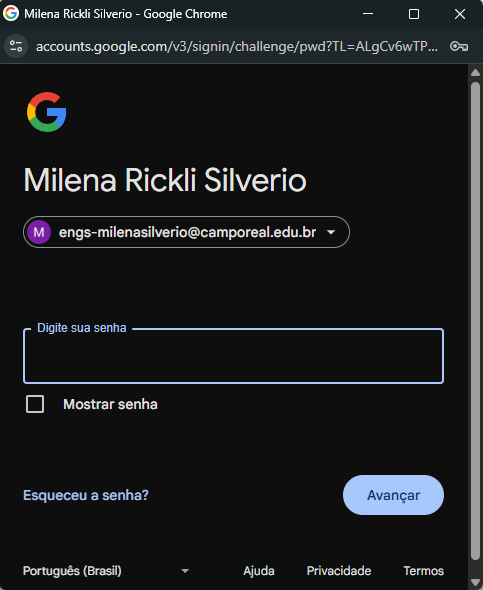 Milena Rickli Silverio - Google Chrome
accounts.google.com/v3/signin/challenge/pwd?TL=ALgCv6wTP...
Milena Rickli Silverio
M engs-milenasilverio@camporeal.edu.br
Digite sua senha
Mostrar senha
Esqueceu a senha? Avançar
Português (Brasil) Ajuda Privacidade Termos